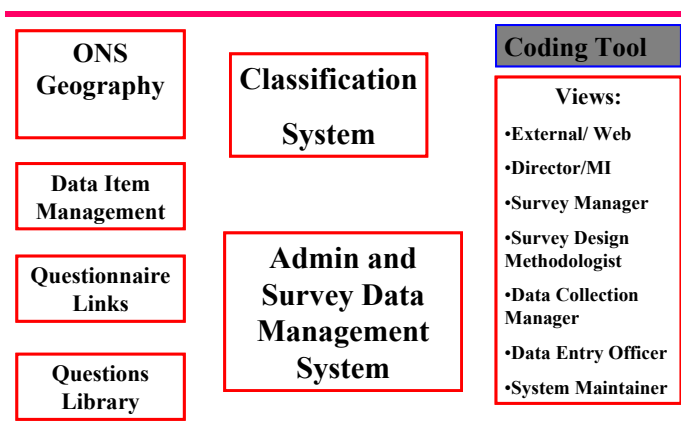 ONS
Geography
Data Item
Management
Questionnaire
Links
Questions
Library
Classification
System
Admin and
Survey Data
Management
System
Coding Tool
Views:
•External/ Web
•Director/MI
•Survey Manager
•Survey Design
Methodologist
•Data Collection
Manager
•Data Entry Officer
•System Maintainer